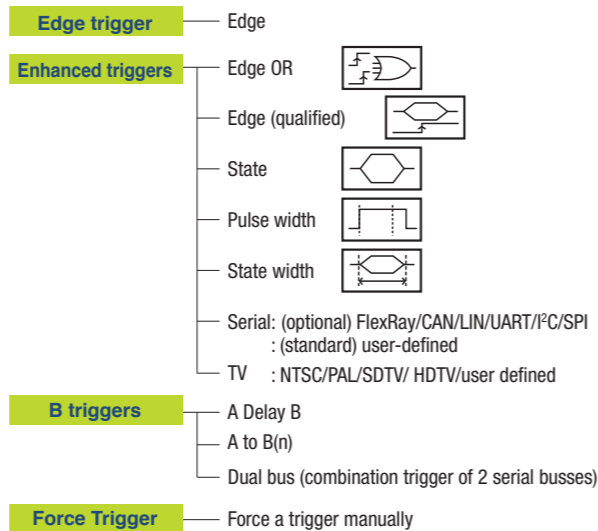 Edge trigger Edge
Enhanced triggers Edge OR
Edge (qualified)
State
Pulse width
State width
Serial: (optional) FlexRay/CAN/LIN/UART/I²C/SPI
: (standard) user-defined
TV : NTSC/PAL/SDTV/ HDTV/user defined
B triggers A Delay B
A to B(n)
Dual bus (combination trigger of 2 serial busses)
Force Trigger Force a trigger manually